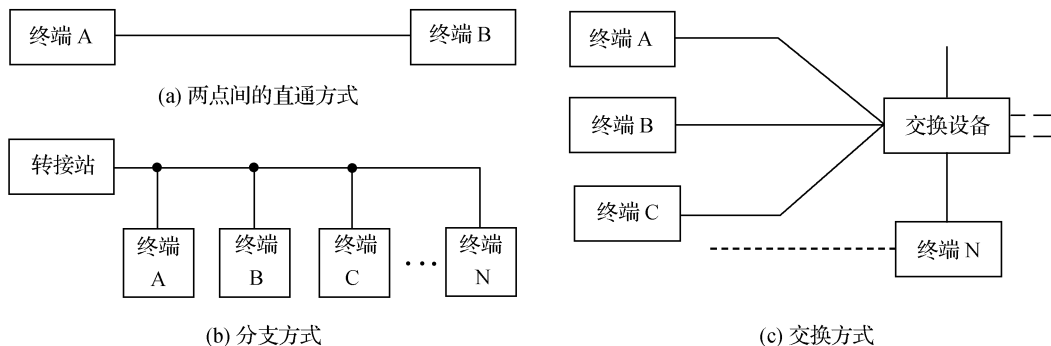 终端 A
终端 B
(a) 两点间的直通方式
转接站
终端
A
终端
B
终端
C
…
终端
N
(b) 分支方式
终端 A
终端 B
终端 C
交换设备
终端 N
(c) 交换方式